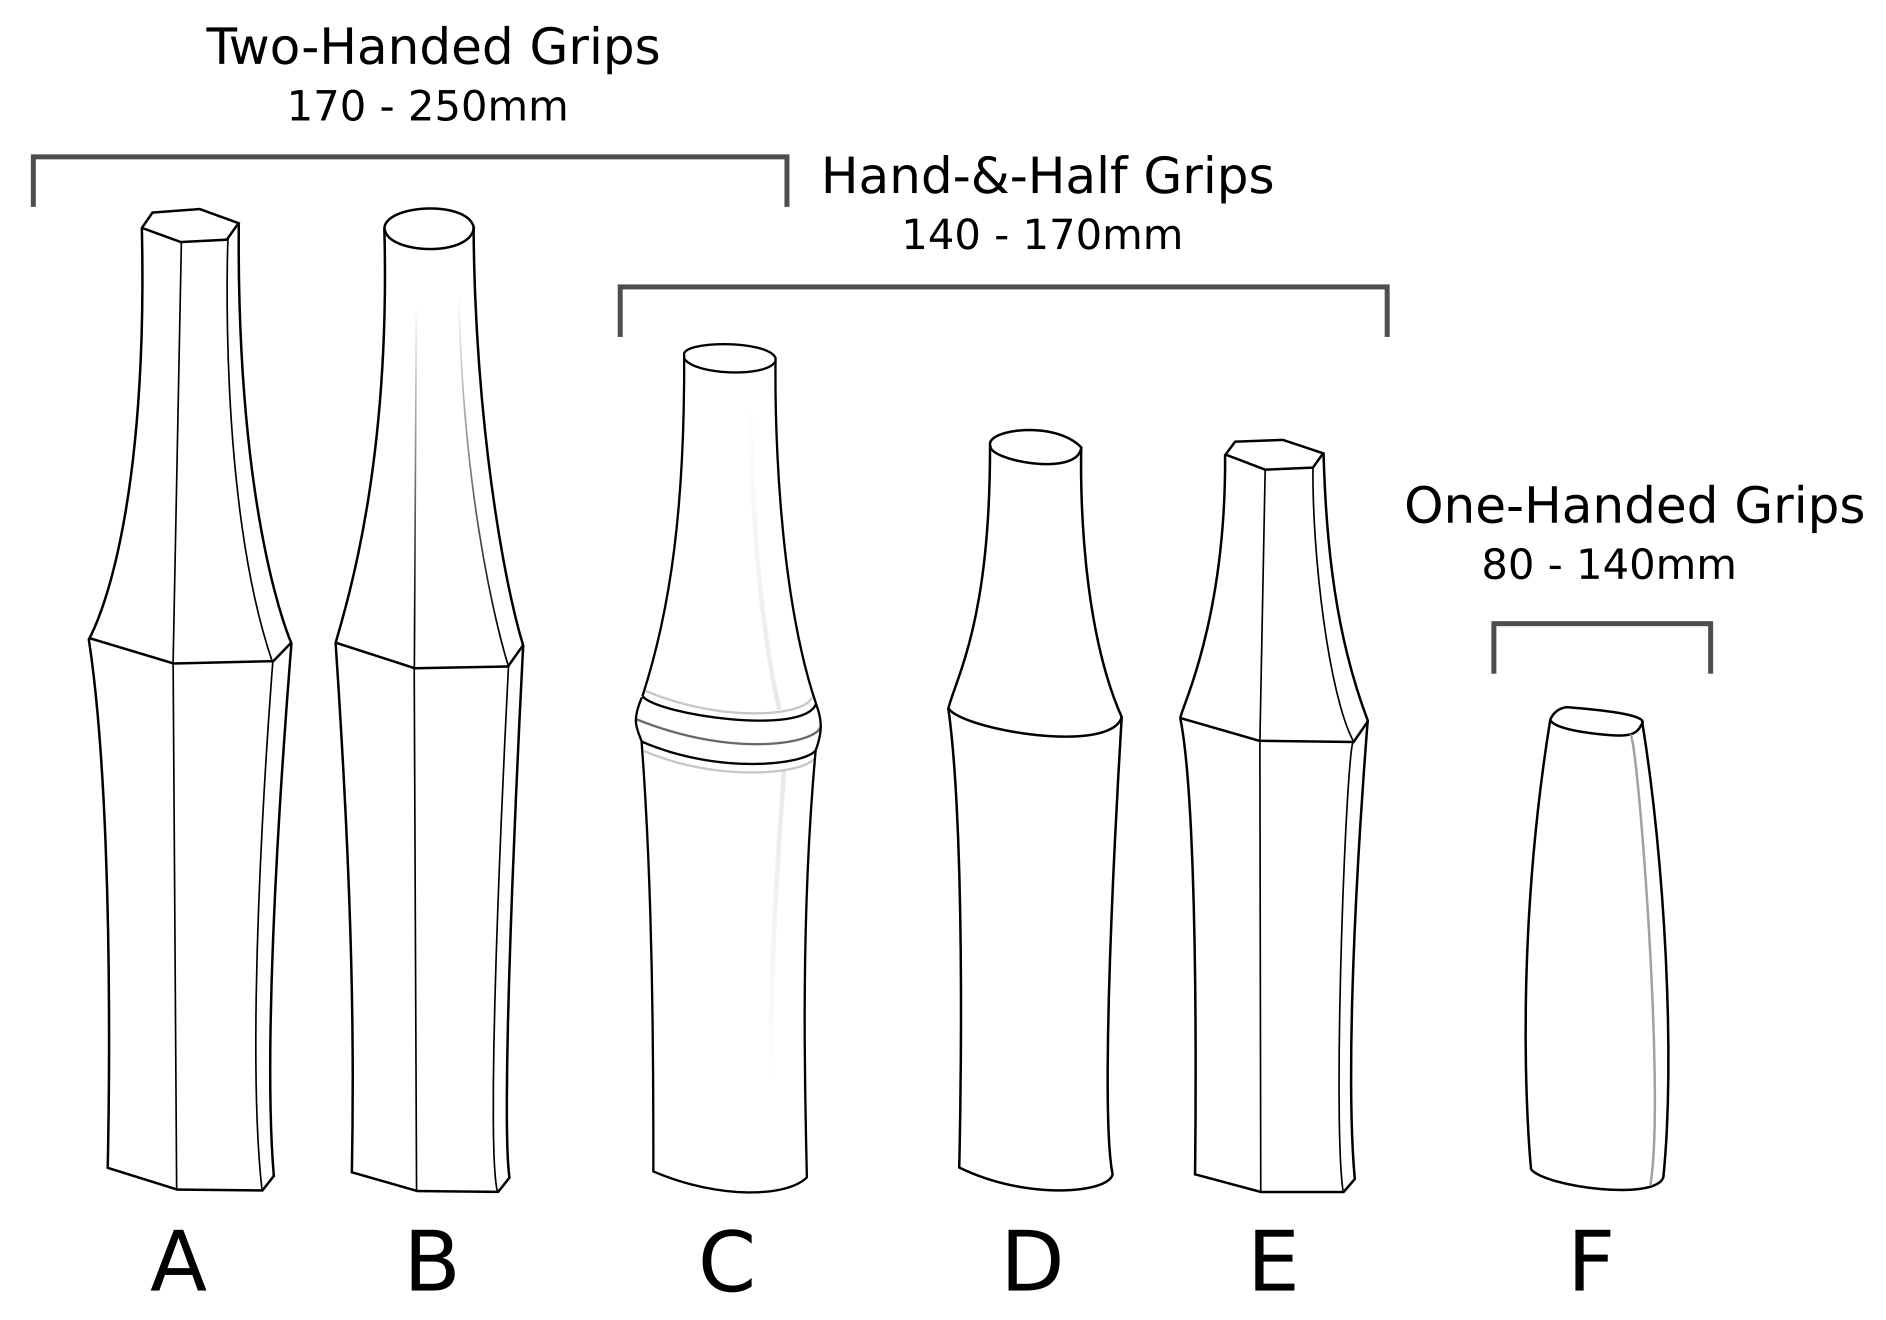 Two-Handed Grips
170 - 250mm
Hand-&-Half Grips
140 - 170mm
One-Handed Grips
80 - 140mm
A B C D E F